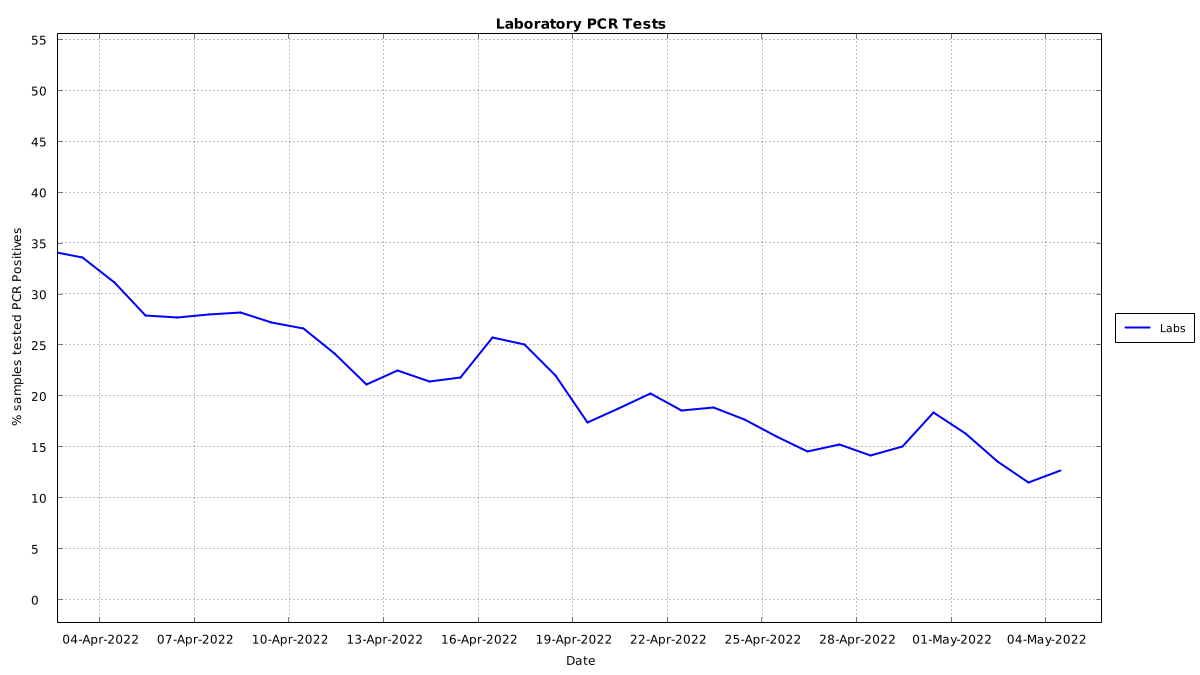 Laboratory PCR Tests
55
50
45
40
35
30
25
20
15
10
5
0
% samples tested PCR Positives
Labs
04-Apr-2022 07-Apr-2022 10-Apr-2022 13-Apr-2022 16-Apr-2022 19-Apr-2022 22-Apr-2022 25-Apr-2022 28-Apr-2022 01-May-2022 04-May-2022
Date